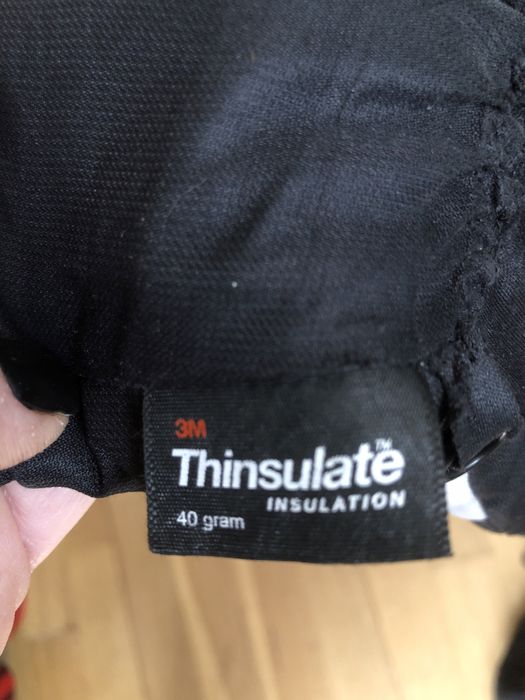 3M
Thinsulate™
INSULATION
40 gram